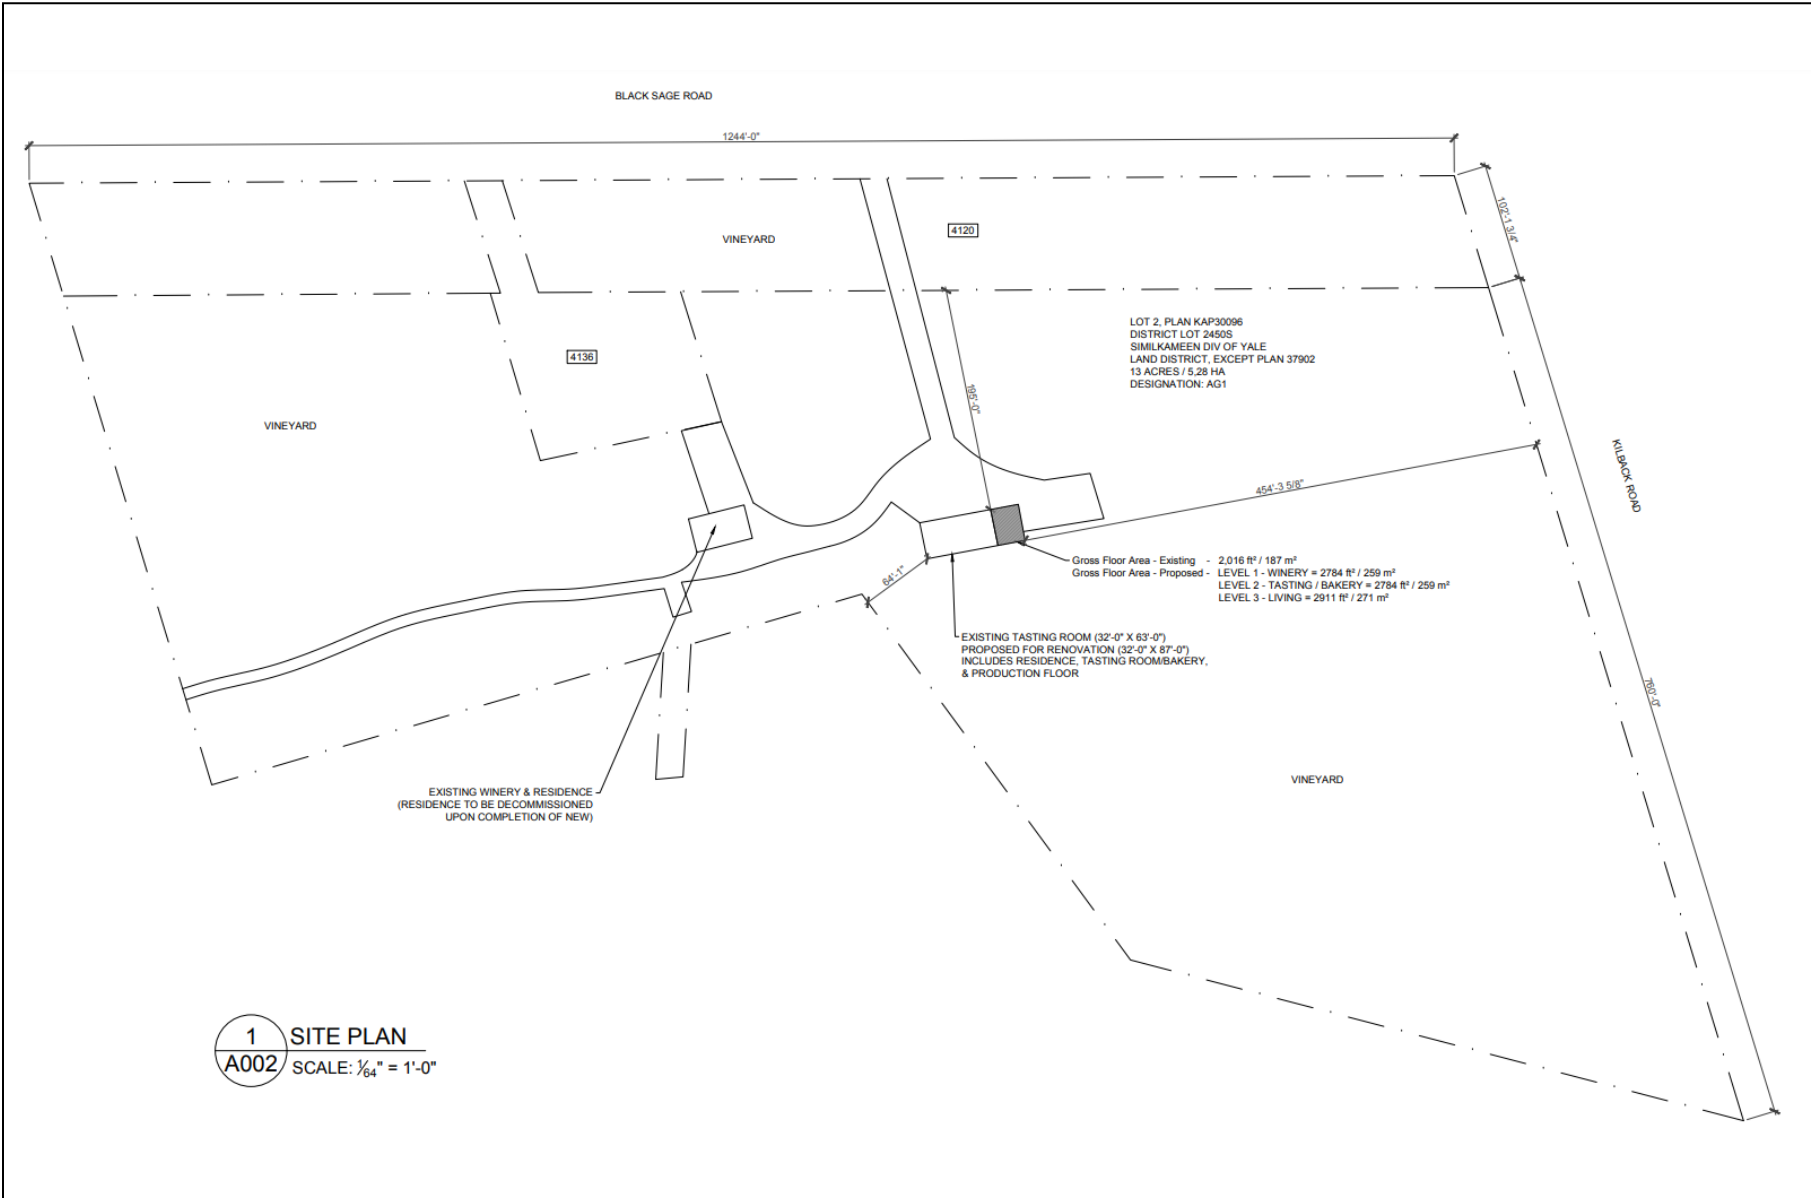 BLACK SAGE ROAD
1244'-0"
102'-1 3/4"
VINEYARD
4120
LOT 2, PLAN KAP30096
DISTRICT LOT 2450S
SIMILKAMEEN DIV OF YALE
LAND DISTRICT, EXCEPT PLAN 37902
13 ACRES / 5,28 HA
DESIGNATION: AG1
4136
195'-0"
VINEYARD
KILBACK ROAD
454'-3 5/8"
Gross Floor Area - Existing - 2,016 ft² / 187 m²
Gross Floor Area - Proposed - LEVEL 1 - WINERY = 2784 ft² / 259 m²
LEVEL 2 - TASTING / BAKERY = 2784 ft² / 259 m²
LEVEL 3 - LIVING = 2911 ft² / 271 m²
64'-1"
EXISTING TASTING ROOM (32'-0" X 63'-0")
PROPOSED FOR RENOVATION (32'-0" X 87'-0")
INCLUDES RESIDENCE, TASTING ROOM/BAKERY,
& PRODUCTION FLOOR
760'-0"
VINEYARD
EXISTING WINERY & RESIDENCE
(RESIDENCE TO BE DECOMMISSIONED
UPON COMPLETION OF NEW)
1
SITE PLAN
A002
SCALE: 1/64" = 1'-0"